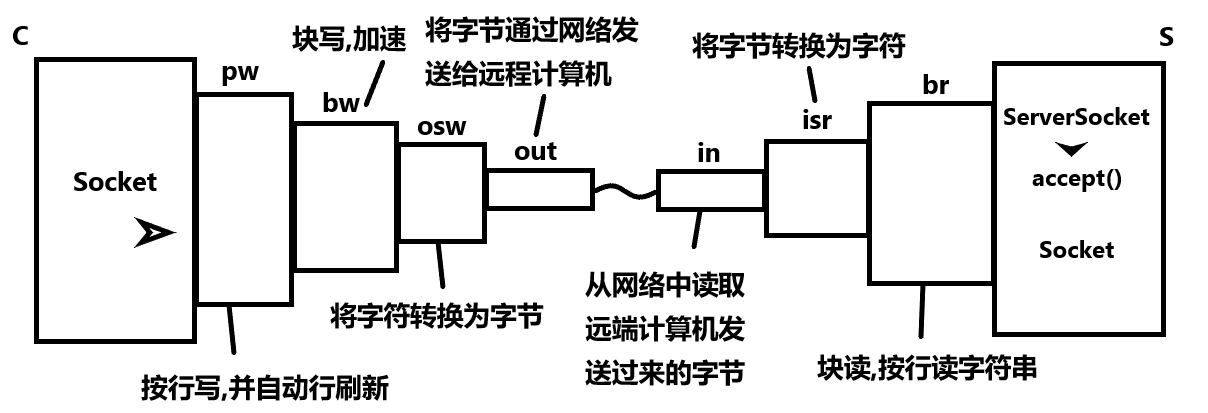 C
块写,加速
将字节通过网络发
送给远程计算机
将字节转换为字符
S
pw
bw
osw
out
in
isr
br
Socket
ServerSocket
accept()
Socket
将字符转换为字节
按行写,并自动行刷新
从网络中读取
远端计算机发
送过来的字节
块读,按行读字符串